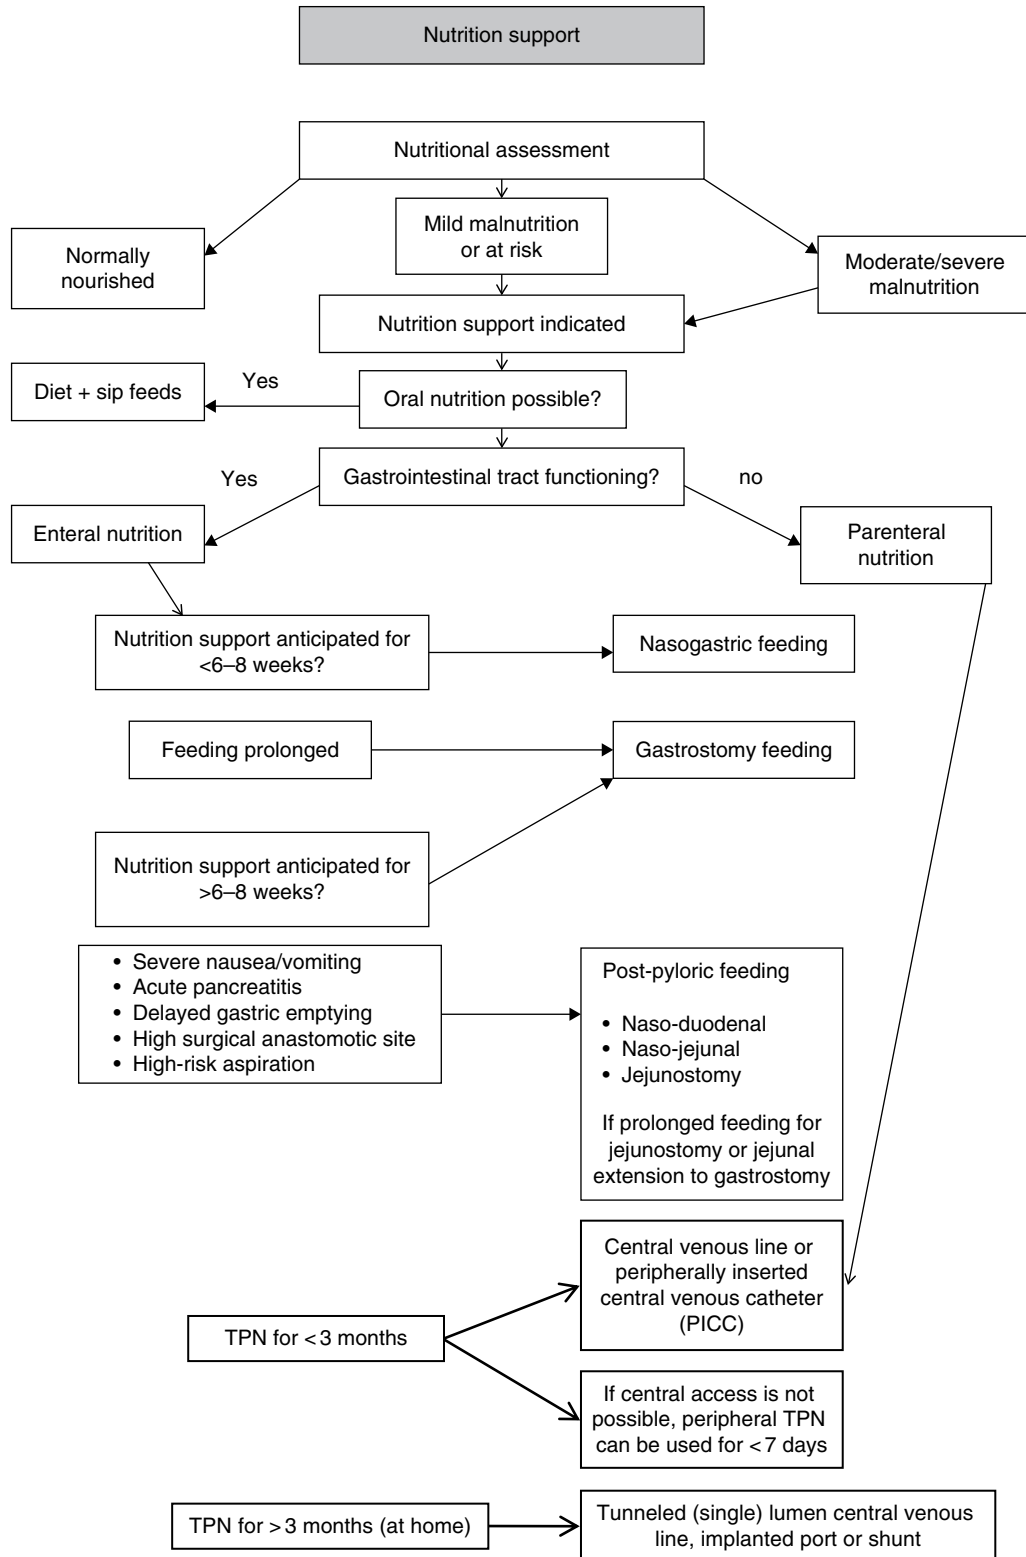 Nutrition support
Nutritional assessment
Mild malnutrition
or at risk
Normally
nourished
Moderate/severe
malnutrition
Nutrition support indicated
Diet + sip feeds
Yes
Oral nutrition possible?
Yes
Gastrointestinal tract functioning?
no
Enteral nutrition
Parenteral
nutrition
Nutrition support anticipated for
<6–8 weeks?
Nasogastric feeding
Feeding prolonged
Gastrostomy feeding
Nutrition support anticipated for
>6–8 weeks?
• Severe nausea/vomiting
• Acute pancreatitis
• Delayed gastric emptying
• High surgical anastomotic site
• High-risk aspiration
Post-pyloric feeding
• Naso-duodenal
• Naso-jejunal
• Jejunostomy
If prolonged feeding for
jejunostomy or jejunal
extension to gastrostomy
Central venous line or
peripherally inserted
central venous catheter
(PICC)
TPN for < 3 months
If central access is not
possible, peripheral TPN
can be used for < 7 days
TPN for > 3 months (at home)
Tunneled (single) lumen central venous
line, implanted port or shunt